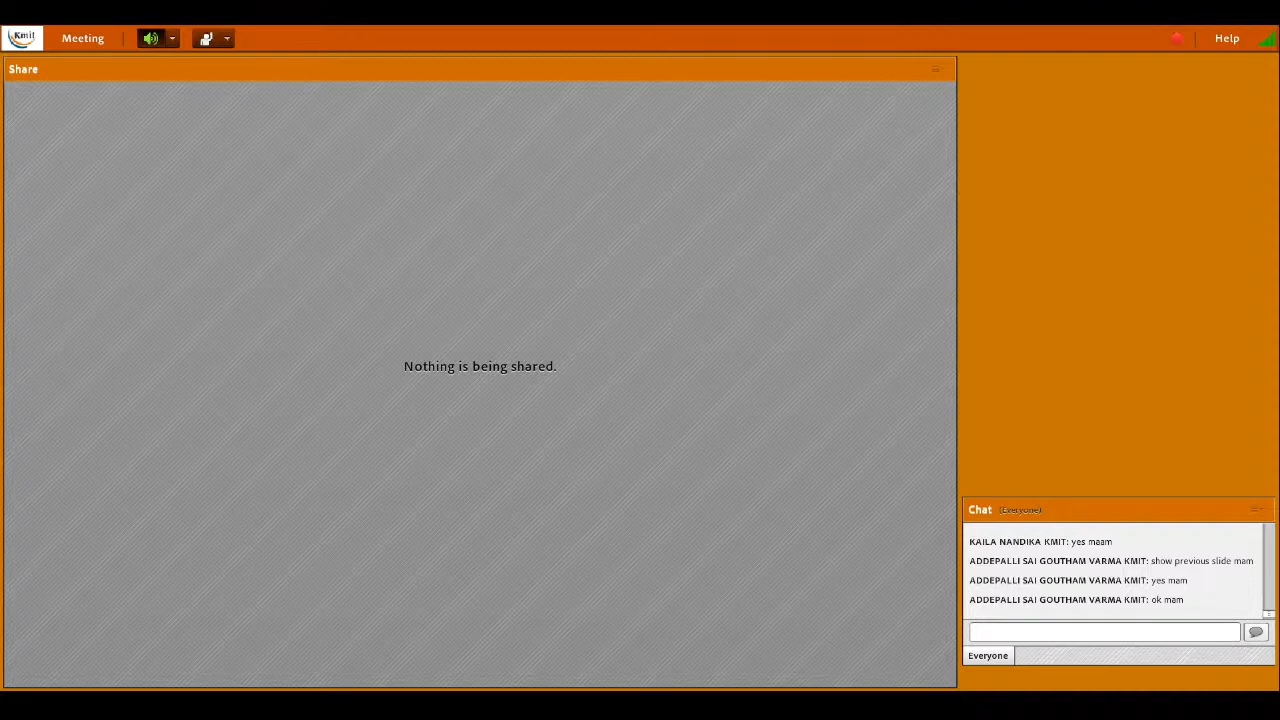 Kmit
Meeting
Help
Share
Nothing is being shared.
Chat (Everyone)
KAILA NANDIKA KMIT: yes maam
ADDEPALLI SAI GOUTHAM VARMA KMIT: show previous slide mam
ADDEPALLI SAI GOUTHAM VARMA KMIT: yes mam
ADDEPALLI SAI GOUTHAM VARMA KMIT: ok mam
Everyone